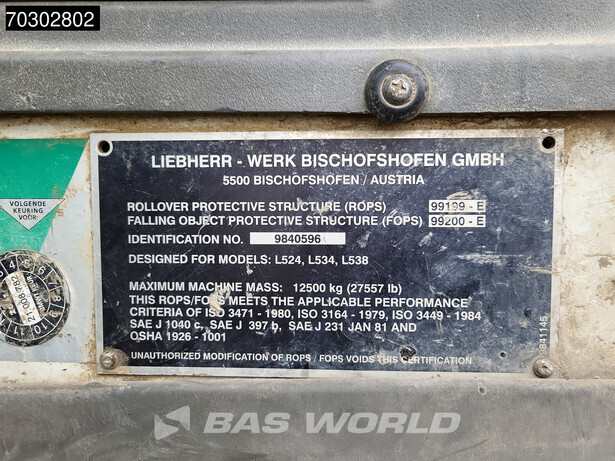 70302802
LIEBHERR - WERK BISCHOFSHOFEN GMBH
5500 BISCHOFSHOFEN / AUSTRIA
ROLLOVER PROTECTIVE STRUCTURE (ROPS) 99199 - E
FALLING OBJECT PROTECTIVE STRUCTURE (FOPS) 99200 - E
IDENTIFICATION NO. 9840596
DESIGNED FOR MODELS: L524, L534, L538
MAXIMUM MACHINE MASS: 12500 kg (27557 lb)
THIS ROPS/FOPS MEETS THE APPLICABLE PERFORMANCE
CRITERIA OF ISO 3471 - 1980, ISO 3164 - 1979, ISO 3449 - 1984
SAE J 1040 c, SAE J 397 b, SAE J 231 JAN 81 AND
OSHA 1926 - 1001
UNAUTHORIZED MODIFICATION OF ROPS / FOPS VOIDS THIS CERTIFICATION
841145
VOLGENDE
KEURING VÓÓR:
BAS WORLD